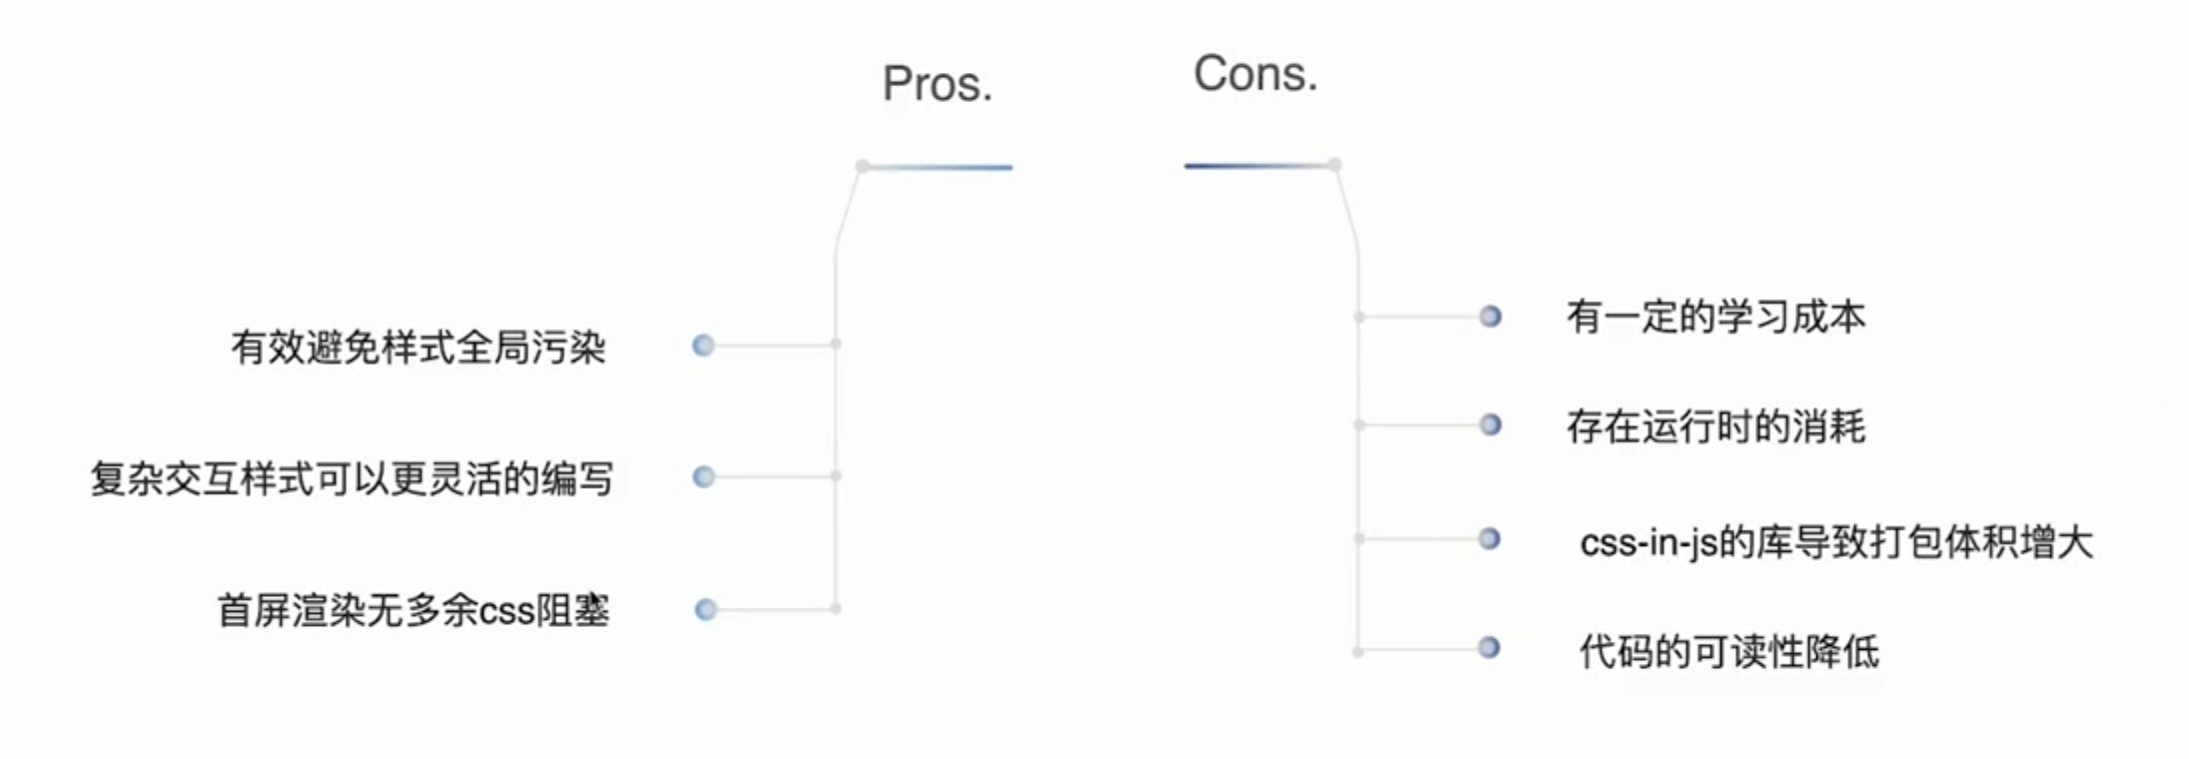 Pros.
有效避免样式全局污染
复杂交互样式可以更灵活的编写
首屏渲染无多余css阻塞
Cons.
有一定的学习成本
存在运行时的消耗
css-in-js的库导致打包体积增大
代码的可读性降低